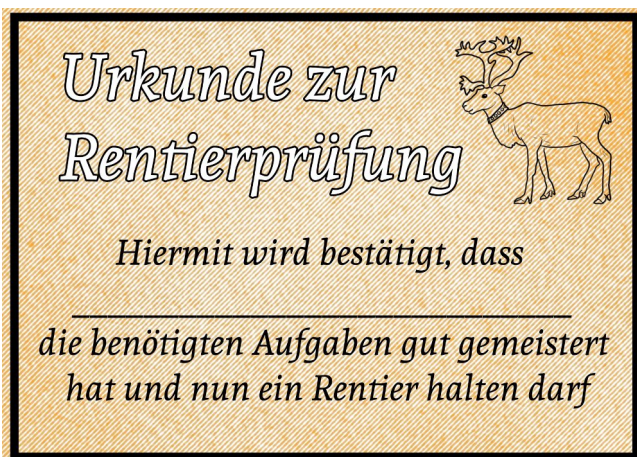 Urkunde zur
Rentierprüfung
Hiermit wird bestätigt, dass
die benötigten Aufgaben gut gemeistert
hat und nun ein Rentier halten darf